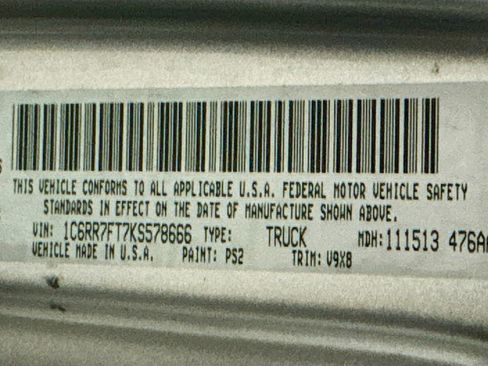 THIS VEHICLE CONFORMS TO ALL APPLICABLE U.S.A. FEDERAL MOTOR VEHICLE SAFETY
STANDARDS IN EFFECT ON THE DATE OF MANUFACTURE SHOWN ABOVE.
VIN: 1C6RR7FT7KS578666 TYPE: TRUCK MDH: 111513 476A
VEHICLE MADE IN U.S.A. PAINT: PS2 TRIM: V9X8